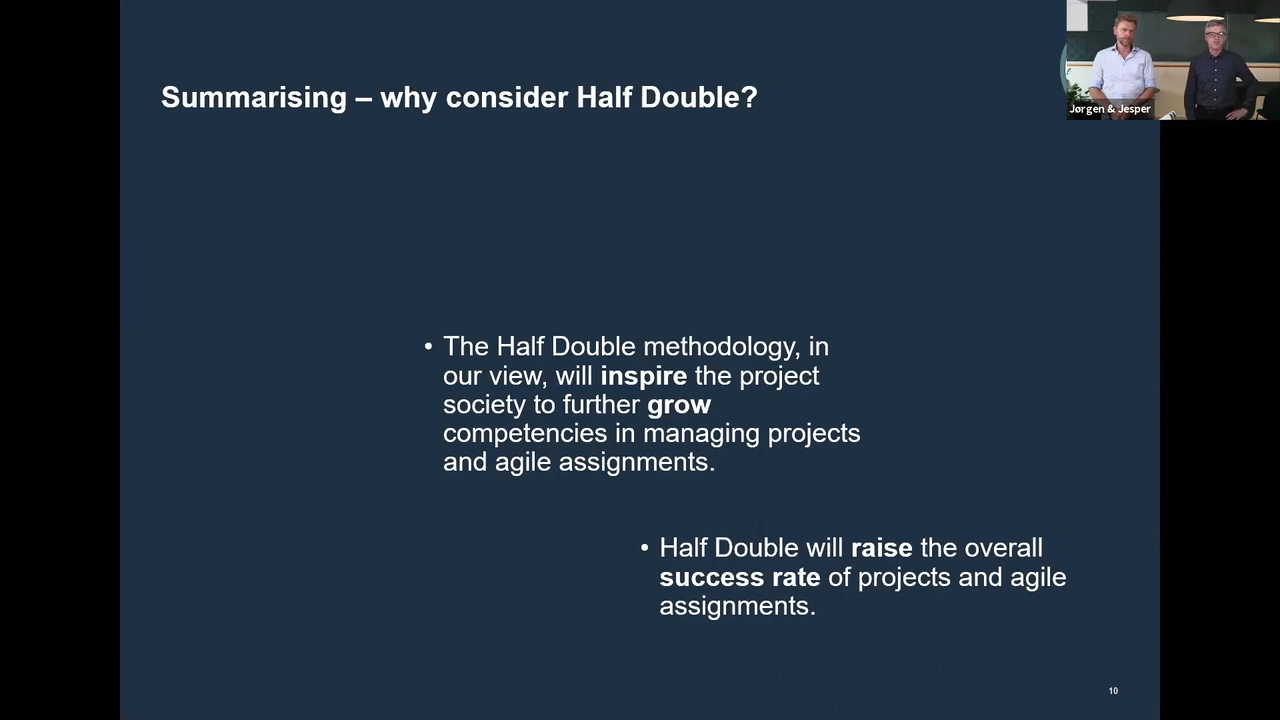 Summarising – why consider Half Double?
Jørgen & Jesper
• The Half Double methodology, in
our view, will inspire the project
society to further grow
competencies in managing projects
and agile assignments.
• Half Double will raise the overall
success rate of projects and agile
assignments.
10